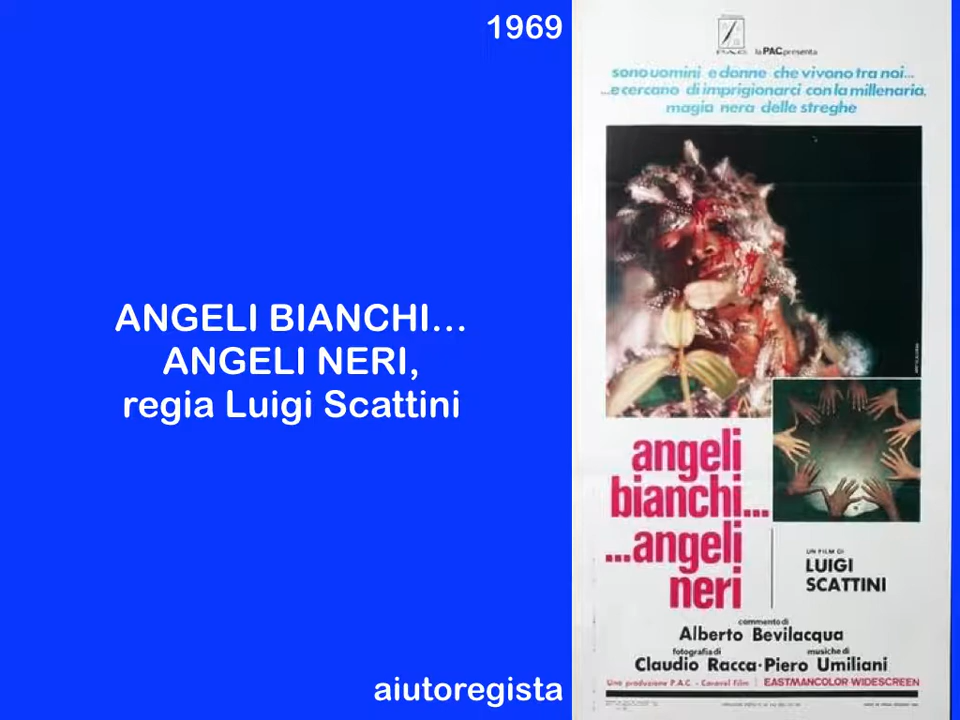 1969
ANGELI BIANCHI...
ANGELI NERI,
regia Luigi Scattini
aiutoregista
P.A.C.
la PAC presenta
sono uomini e donne che vivono tra noi...
...e cercano di imprigionarci con la millenaria,
magia nera delle streghe
angeli
bianchi...
...angeli
neri
UN FILM DI
LUIGI
SCATTINI
commento di
Alberto Bevilacqua
fotografia di musiche di
Claudio Racca · Piero Umiliani
Una produzione P.A.C. - Caravel Film EASTMANCOLOR WIDESCREEN